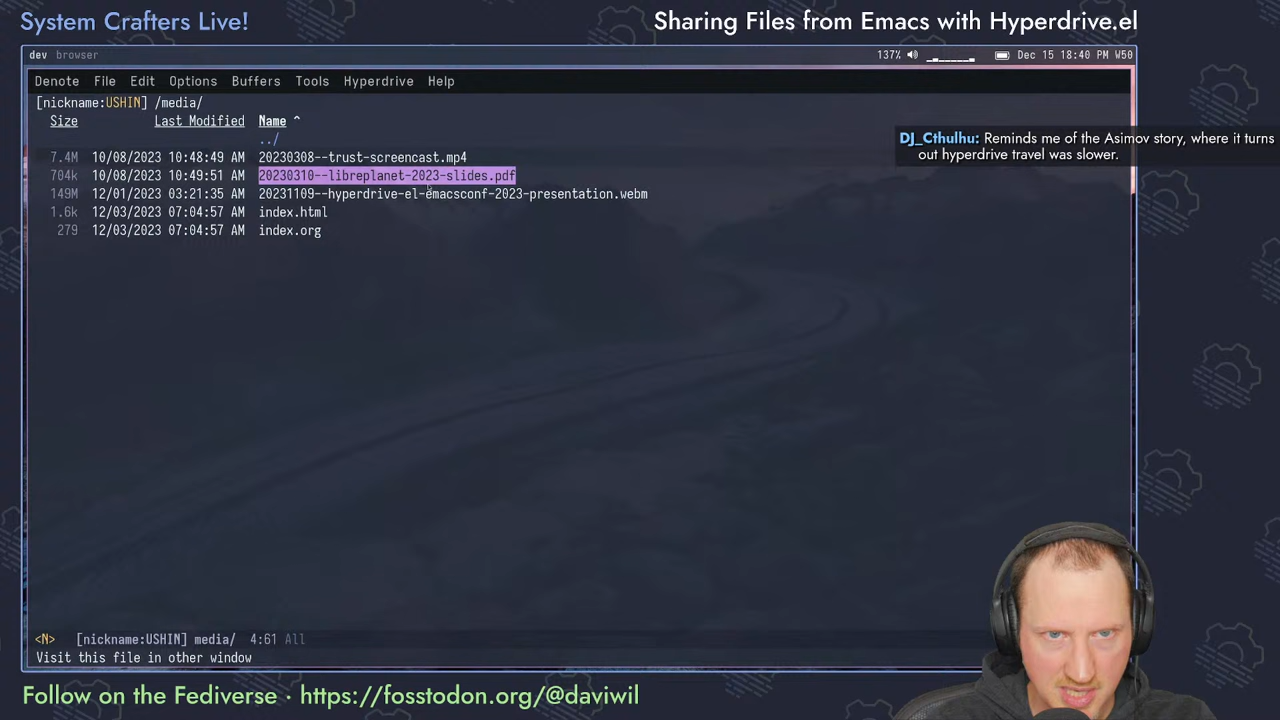 System Crafters Live!
Sharing Files from Emacs with Hyperdrive.el
dev browser
137% Dec 15 18:40 PM W50
Denote File Edit Options Buffers Tools Hyperdrive Help
[nickname:USHIN] /media/
Size Last Modified Name ^
../
7.4M 10/08/2023 10:48:49 AM 20230308--trust-screencast.mp4
704k 10/08/2023 10:49:51 AM 20230310--libreplanet-2023-slides.pdf
149M 12/01/2023 03:21:35 AM 20231109--hyperdrive-el-emacsconf-2023-presentation.webm
1.6k 12/03/2023 07:04:57 AM index.html
279 12/03/2023 07:04:57 AM index.org
DJ_Cthulhu: Reminds me of the Asimov story, where it turns
out hyperdrive travel was slower.
<N> [nickname:USHIN] media/ 4:61 All
Visit this file in other window
Follow on the Fediverse · https://fosstodon.org/@daviwil